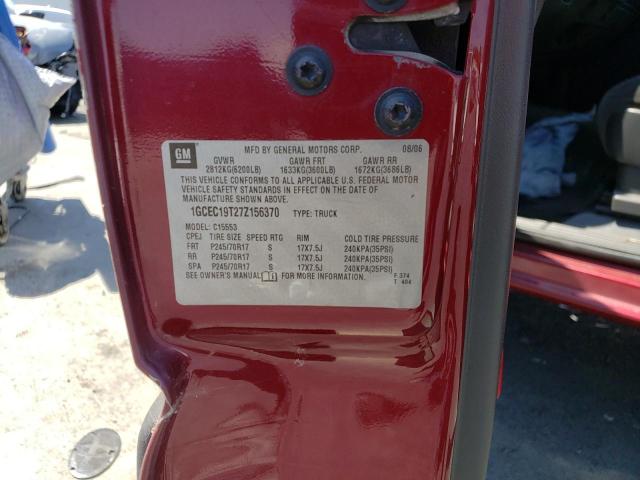 GM MFD BY GENERAL MOTORS CORP. 08/06
GVWR GAWR FRT GAWR RR
2812KG(6200LB) 1633KG(3600LB) 1672KG(3686LB)
THIS VEHICLE CONFORMS TO ALL APPLICABLE U.S. FEDERAL MOTOR
VEHICLE SAFETY STANDARDS IN EFFECT ON THE DATE OF
MANUFACTURE SHOWN ABOVE.
1GCEC19T27Z156370 TYPE: TRUCK
MODEL: C15553
CPEJ TIRE SIZE SPEED RTG RIM COLD TIRE PRESSURE
FRT P245/70R17 S 17X7.5J 240KPA(35PSI)
RR P245/70R17 S 17X7.5J 240KPA(35PSI)
SPA P245/70R17 S 17X7.5J 240KPA(35PSI)
SEE OWNER'S MANUAL FOR MORE INFORMATION. F 374
T 404